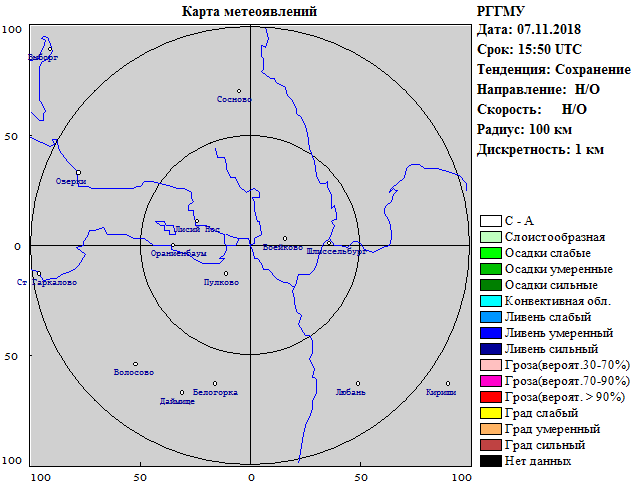 Карта метеоявлений
РГГМУ
Дата: 07.11.2018
Срок: 15:50 UTC
Тенденция: Сохранение
Направление: Н/О
Скорость: Н/О
Радиус: 100 км
Дискретность: 1 км
100
50
0
50
100
Выборг
Сосново
Озерки
Лисий Нос
Ораниенбаум
Воейково
Шлиссельбург
Ст. Гаркалово
Пулково
Волосово
Белогорка
Даймище
Любань
Кириши
С - А
Слоистообразная
Осадки слабые
Осадки умеренные
Осадки сильные
Конвективная обл.
Ливень слабый
Ливень умеренный
Ливень сильный
Гроза(вероят.30-70%)
Гроза(вероят.70-90%)
Гроза(вероят. > 90%)
Град слабый
Град умеренный
Град сильный
Нет данных
100 50 0 50 100